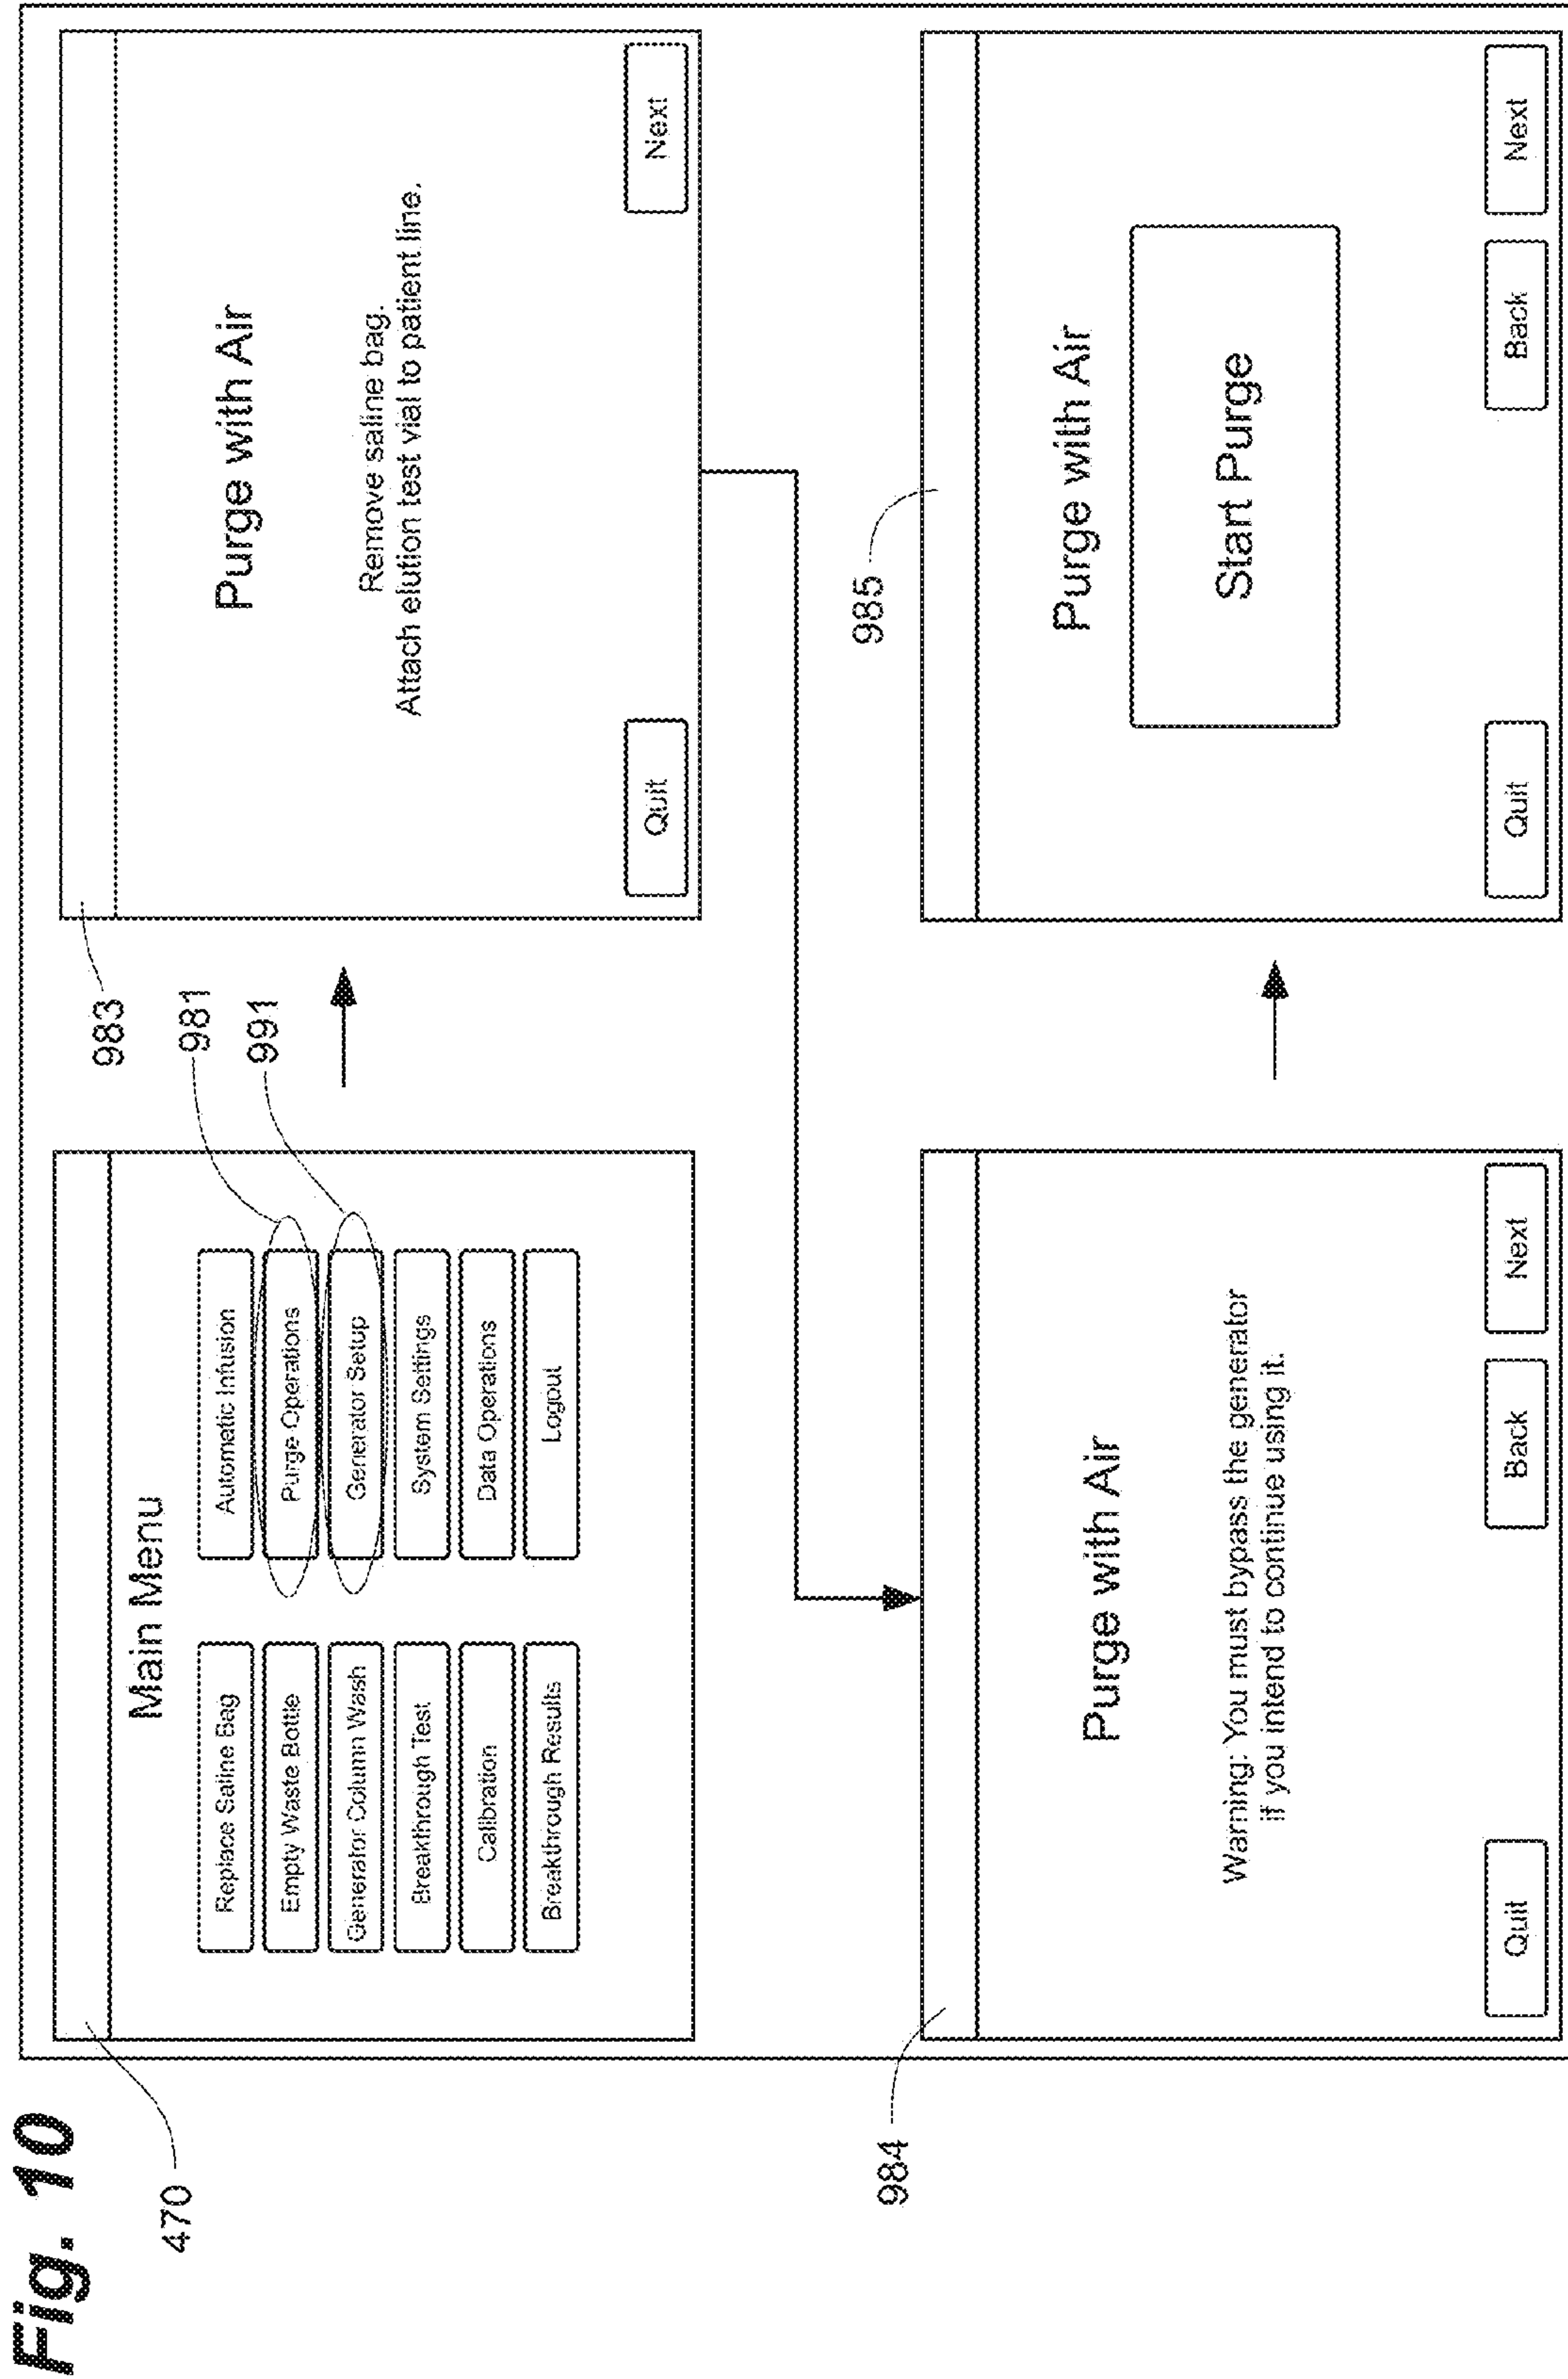 Fig. 10
470
Main Menu
Replace Saline Bag
Automatic Infusion
Empty Waste Bottle
Purge Operations
Generator Column Wash
Generator Setup
Breakthrough Test
System Settings
Calibration
Data Operations
Breakthrough Results
Logout
983
981
991
Purge with Air
Remove saline bag.
Attach elution test vial to patient line.
Quit
Next
984
Purge with Air
Warning: You must bypass the generator
if you intend to continue using it.
Quit
Back
Next
985
Purge with Air
Start Purge
Quit
Back
Next